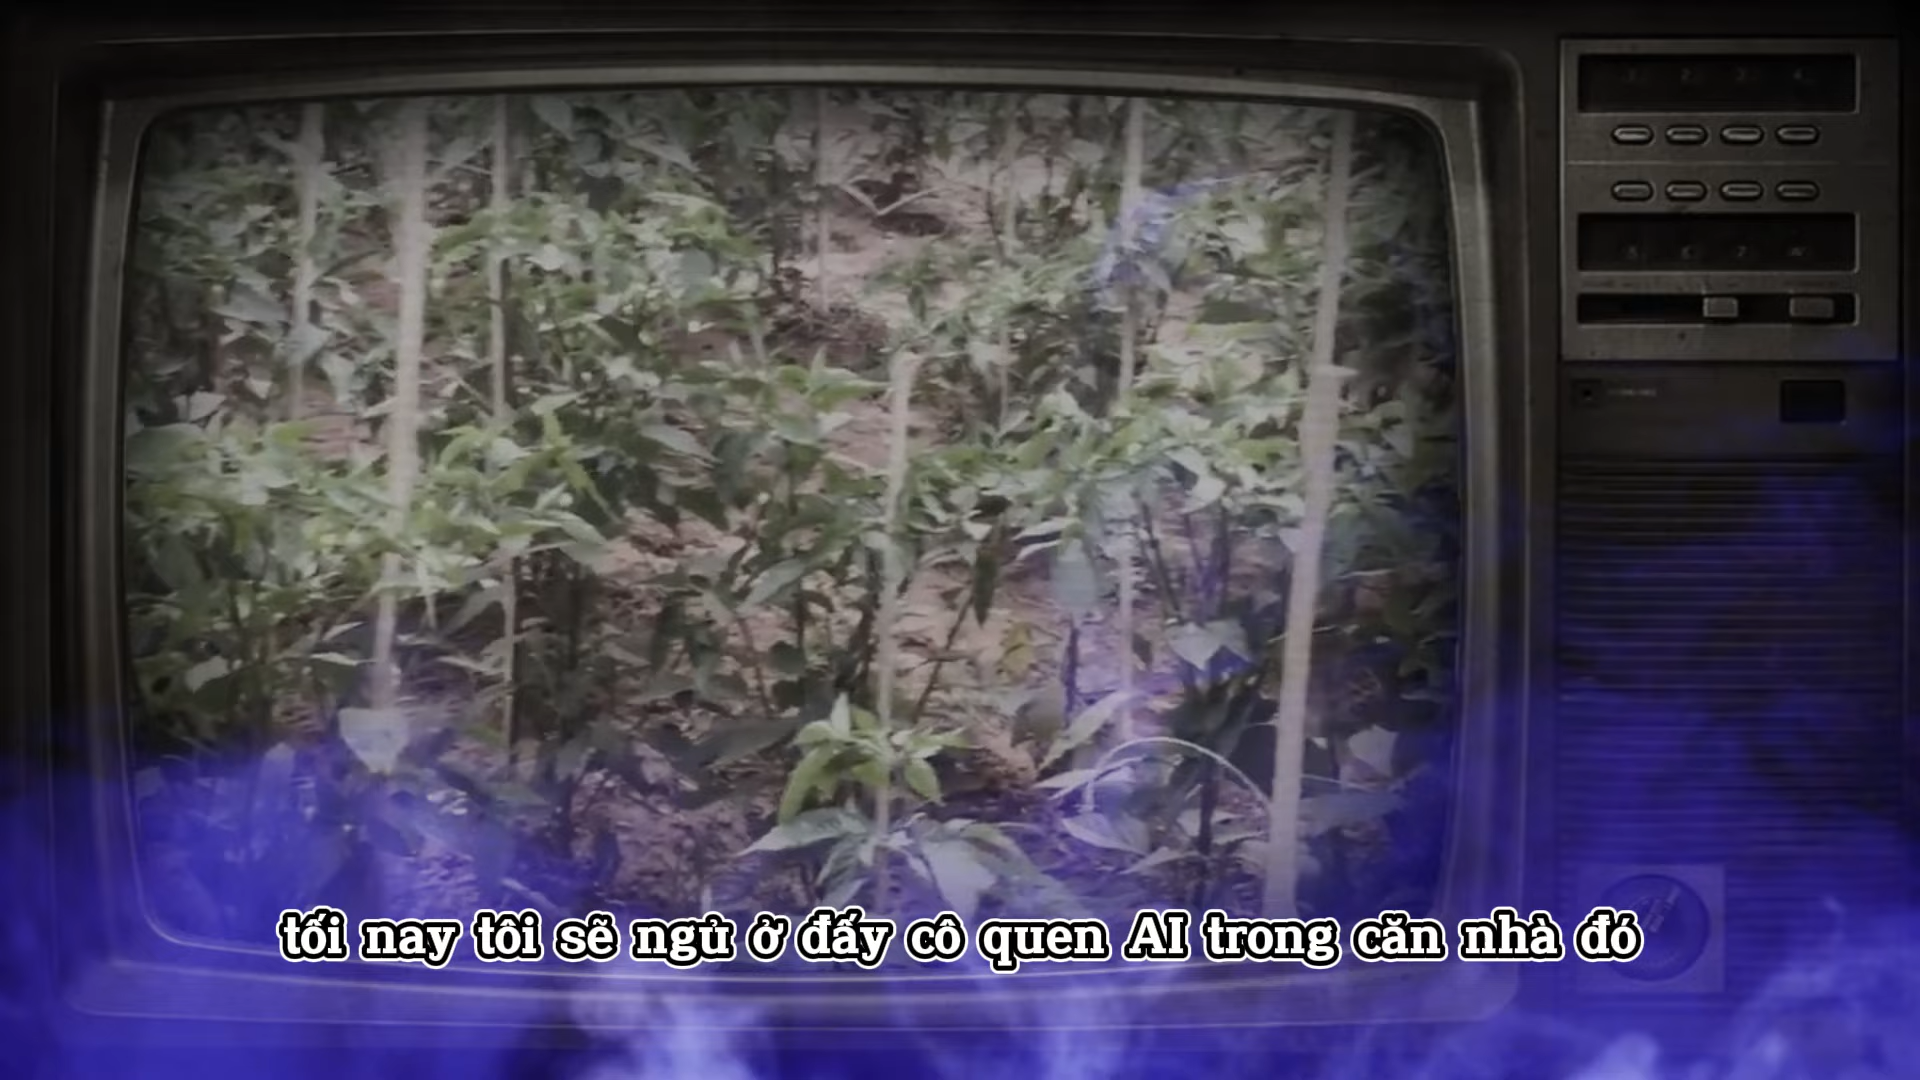 tối nay tôi sẽ ngủ ở đấy cô quen AI trong căn nhà đó